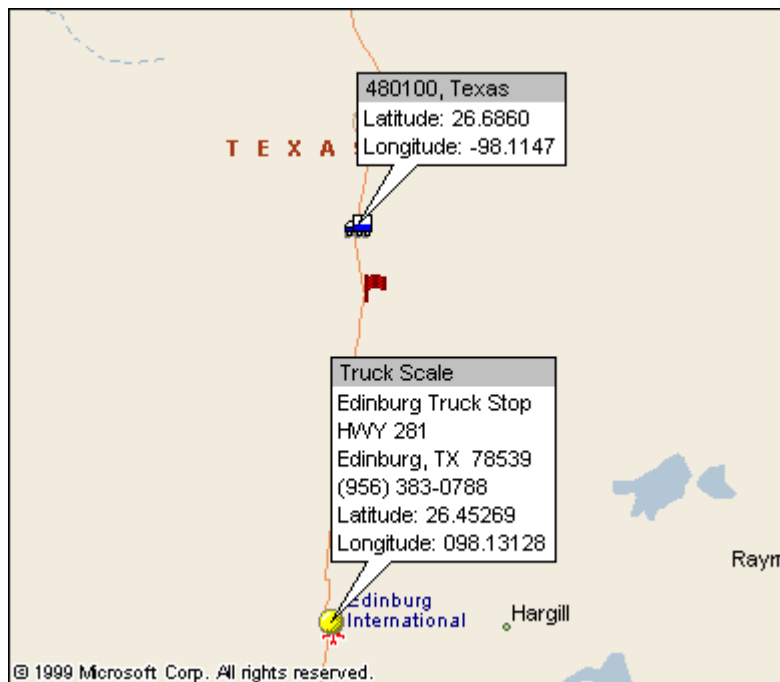 480100, Texas
Latitude: 26.6860
Longitude: -98.1147
T E X A
Truck Scale
Edinburg Truck Stop
HWY 281
Edinburg, TX 78539
(956) 383-0788
Latitude: 26.45269
Longitude: 098.13128
Raym
Edinburg
International
Hargill
© 1999 Microsoft Corp. All rights reserved.